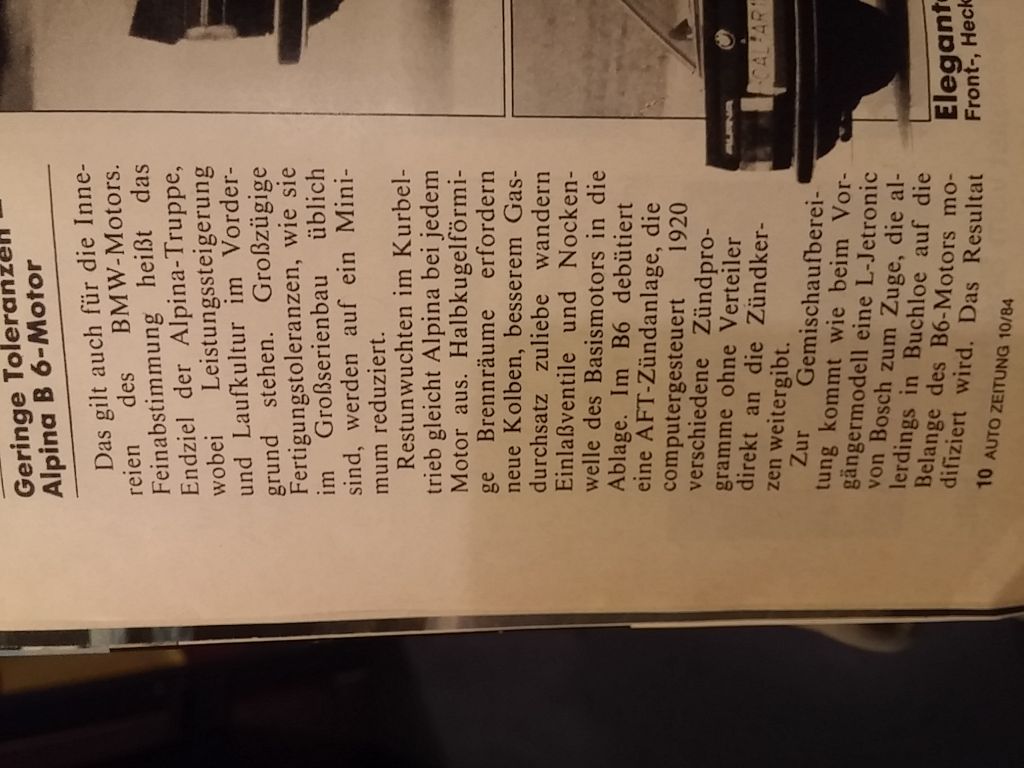 Geringe Toleranzen
Alpina B 6-Motor
Das gilt auch für die Inne-
reien des BMW-Motors.
Feinabstimmung heißt das
Endziel der Alpina-Truppe,
wobei Leistungssteigerung
und Laufkultur im Vorder-
grund stehen. Großzügige
Fertigungstoleranzen, wie sie
im Großserienbau üblich
sind, werden auf ein Mini-
mum reduziert.
Restunwuchten im Kurbel-
trieb gleicht Alpina bei jedem
Motor aus. Halbkugelförmi-
ge Brennräume erfordern
neue Kolben, besserem Gas-
durchsatz zuliebe wandern
Einlaßventile und Nocken-
welle des Basismotors in die
Ablage. Im B6 debütiert
eine AFT-Zündanlage, die
computergesteuert 1920
verschiedene Zündpro-
gramme ohne Verteiler
direkt an die Zündker-
zen weitergibt.
Zur Gemischaufberei-
tung kommt wie beim Vor-
gängermodell eine L-Jetronic
von Bosch zum Zuge, die al-
lerdings in Buchloe auf die
Belange des B6-Motors mo-
difiziert wird. Das Resultat
10 AUTO ZEITUNG 10/84
Elegante
Front-, Heck